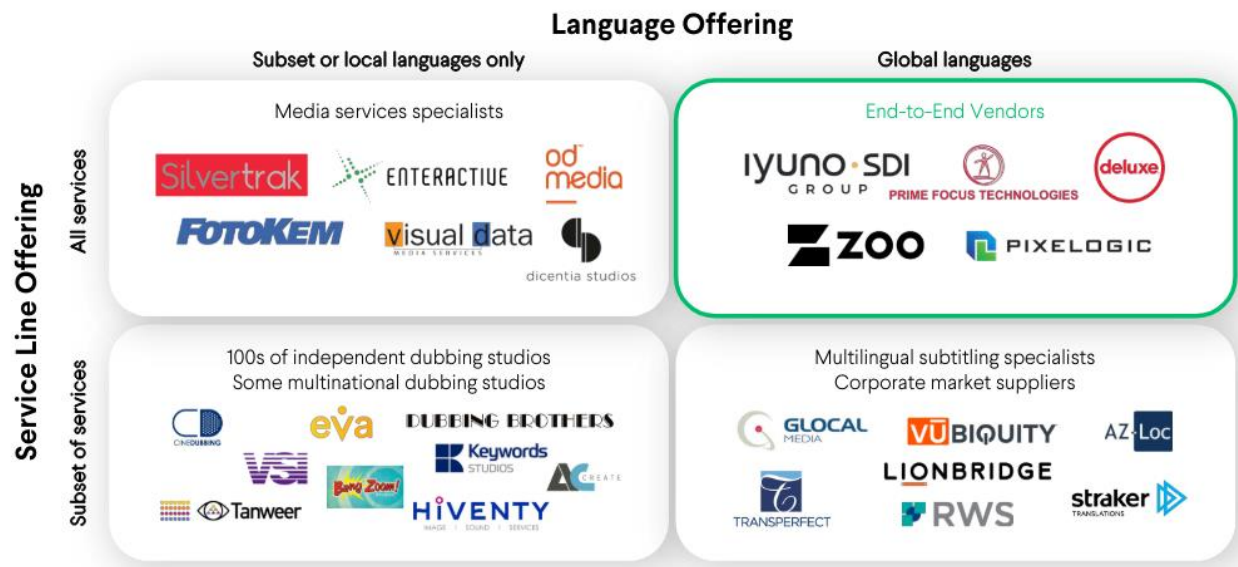 Language Offering
Subset or local languages only
Global languages
Service Line Offering
All services
Subset of services
Media services specialists
Silvertrak
ENTERACTIVE
od
media
FOTOKEM
visual data
MEDIA SERVICES
dicentia studios
End-to-End Vendors
IYUNO·SDI
GROUP
PRIME FOCUS TECHNOLOGIES
deluxe
ZOO
PIXELOGIC
100s of independent dubbing studios
Some multinational dubbing studios
CD
CINEDUBBING
eva
DUBBING BROTHERS
VSI
Bang Zoom!
Keywords
STUDIOS
AC CREATE
Tanweer
HiVENTY
IMAGE | SOUND | SERVICES
Multilingual subtitling specialists
Corporate market suppliers
GLOCAL
MEDIA
VŪBIQUITY
AZ-Loc
LIONBRIDGE
TRANSPERFECT
RWS
straker
TRANSLATIONS